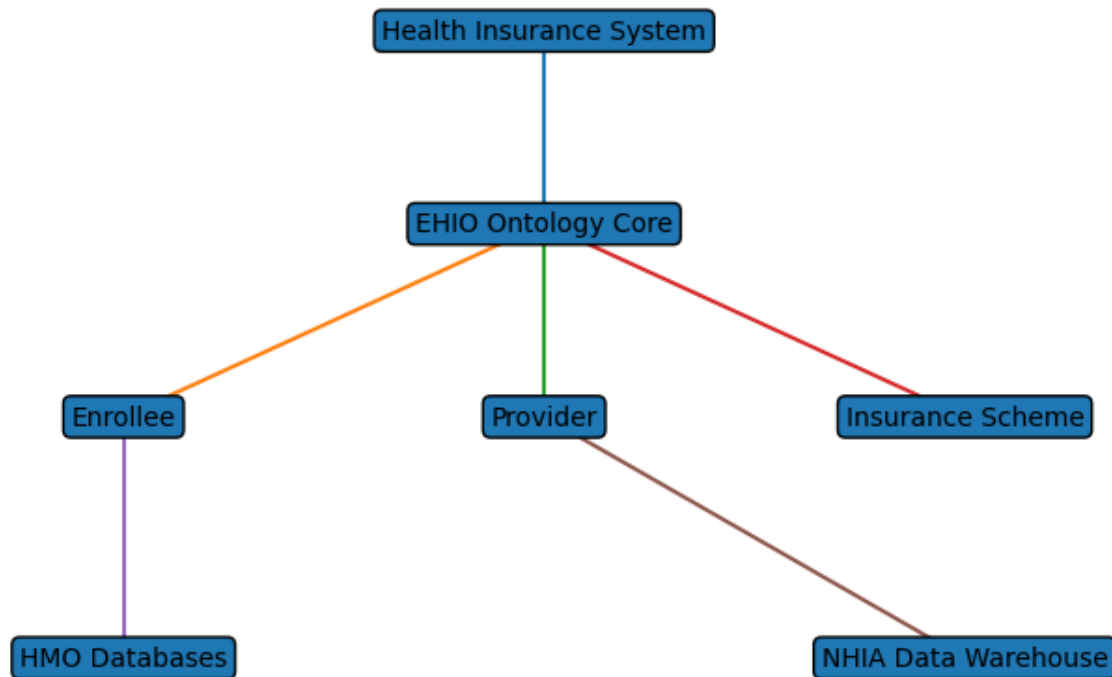 Health Insurance System
EHIO Ontology Core
Enrollee
Provider
Insurance Scheme
HMO Databases
NHIA Data Warehouse